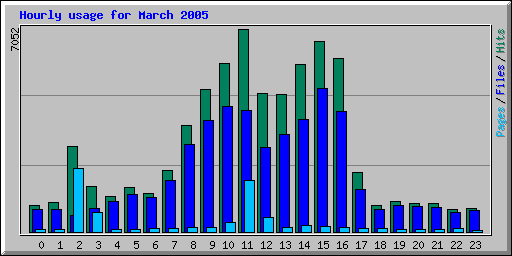 Hourly usage for March 2005
7052
Pages / Files / Hits
0 1 2 3 4 5 6 7 8 9 10 11 12 13 14 15 16 17 18 19 20 21 22 23